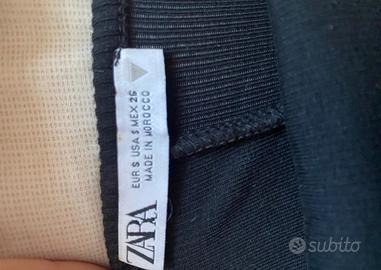 ZARA
EUR S USA S MEX 26
MADE IN MOROCCO
subito